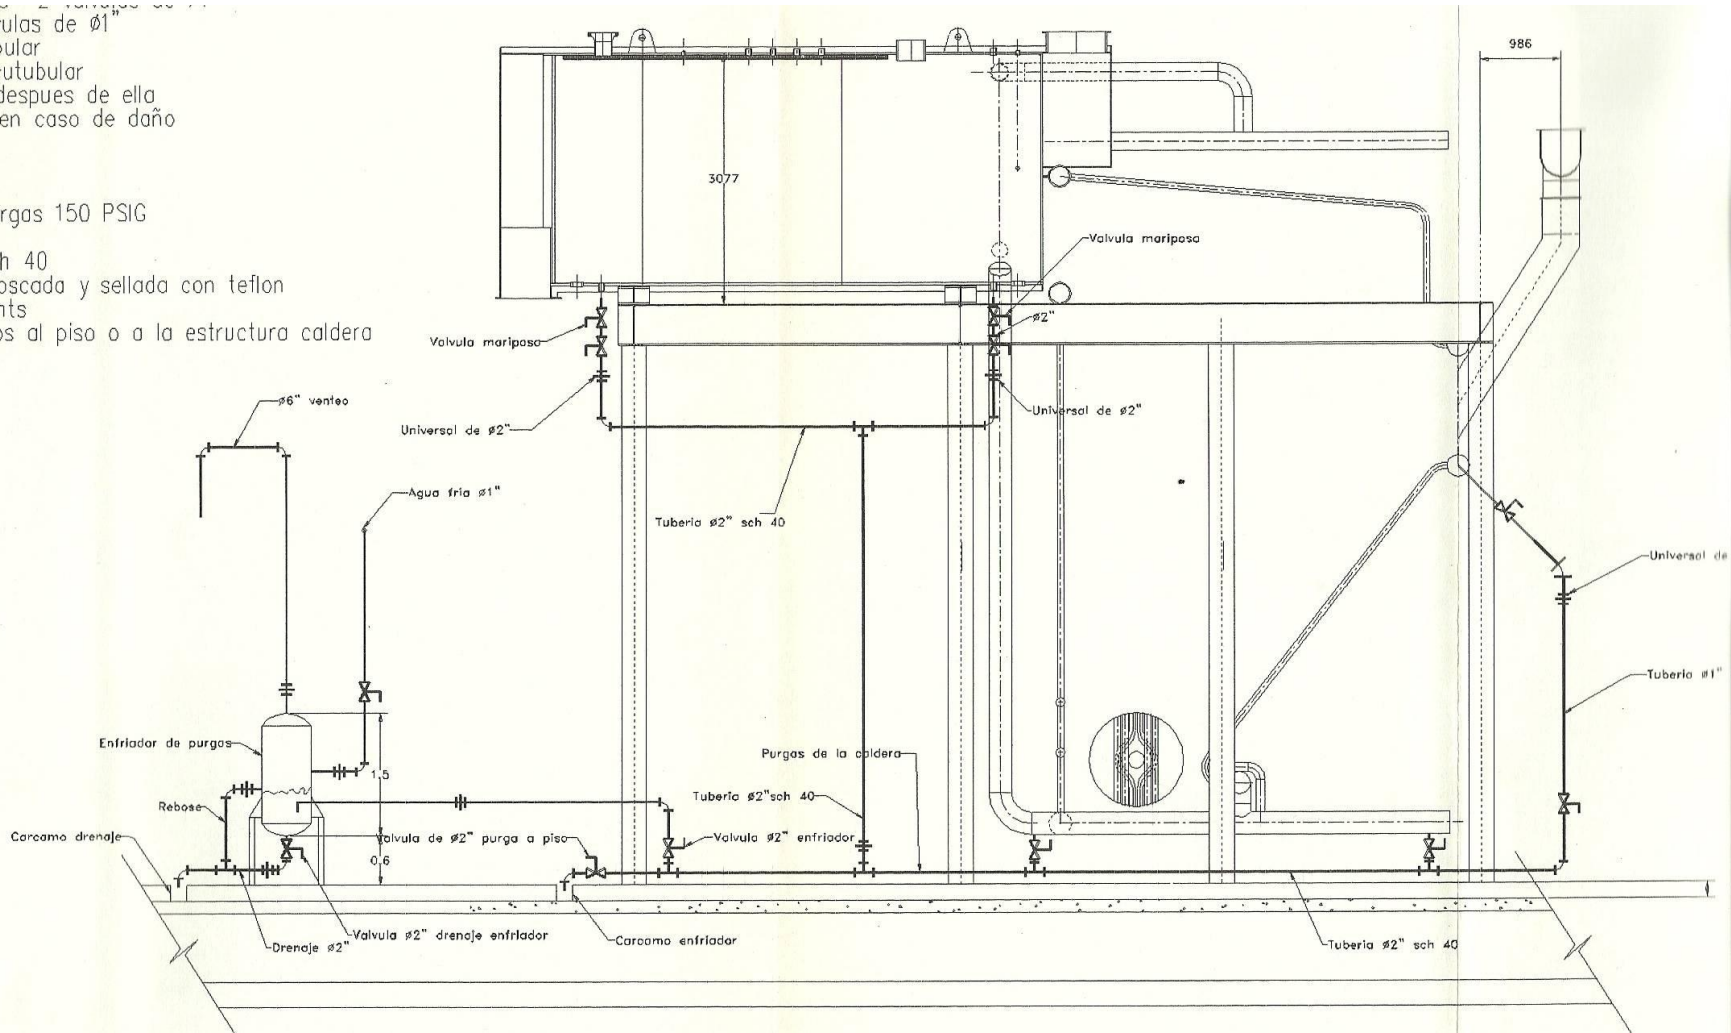 2 valvulas de
ulas de ø1"
bular
utubular
despues de ella
en caso de daño
rgas 150 PSIG
h 40
oscada y sellada con teflon
nts
os al piso o a la estructura caldera
986
3077
Valvula mariposa
ø2"
Valvula mariposa
ø6" venteo
Universal de ø2"
Universal de ø2"
Agua fria ø1"
Tuberia ø2" sch 40
Universal de
Tuberia ø1"
Enfriador de purgas
1.5
Purgas de la caldera
Rebose
Tuberia ø2"sch 40
Carcamo drenaje
Valvula de ø2" purga a piso
Valvula ø2" enfriador
0.6
Valvula ø2" drenaje enfriador
Drenaje ø2"
Carcamo enfriador
Tuberia ø2" sch 40